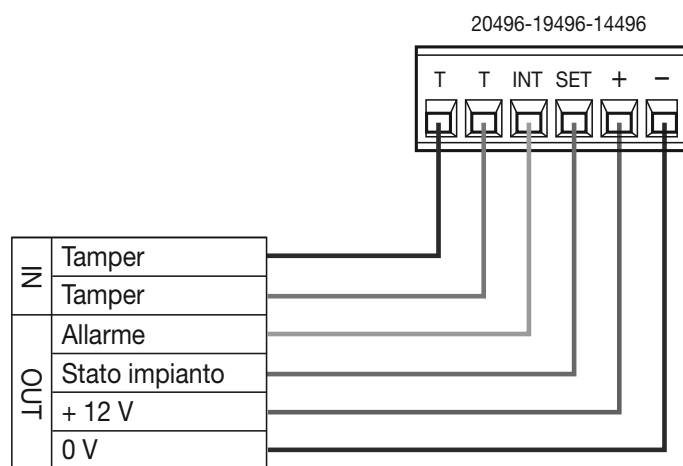 20496-19496-14496
T T INT SET + −
IN
Tamper
Tamper
OUT
Allarme
Stato impianto
+ 12 V
0 V